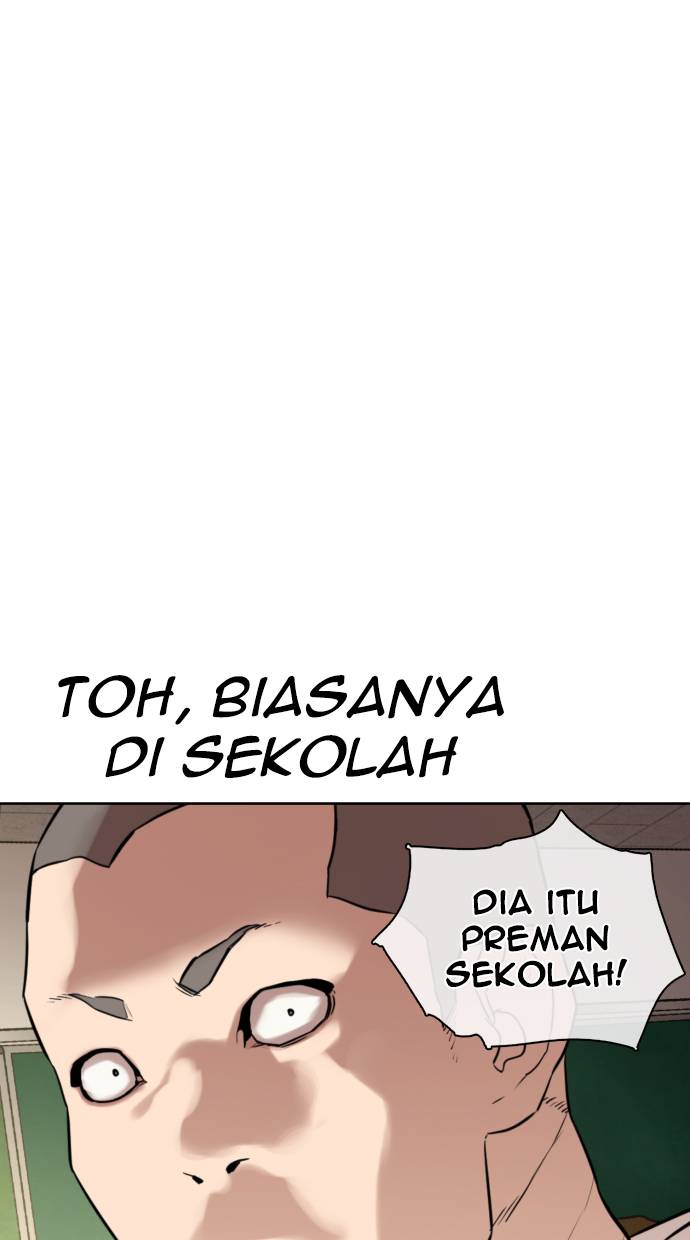 TOH, BIASANYA
DI SEKOLAH
DIA ITU
PREMAN
SEKOLAH!